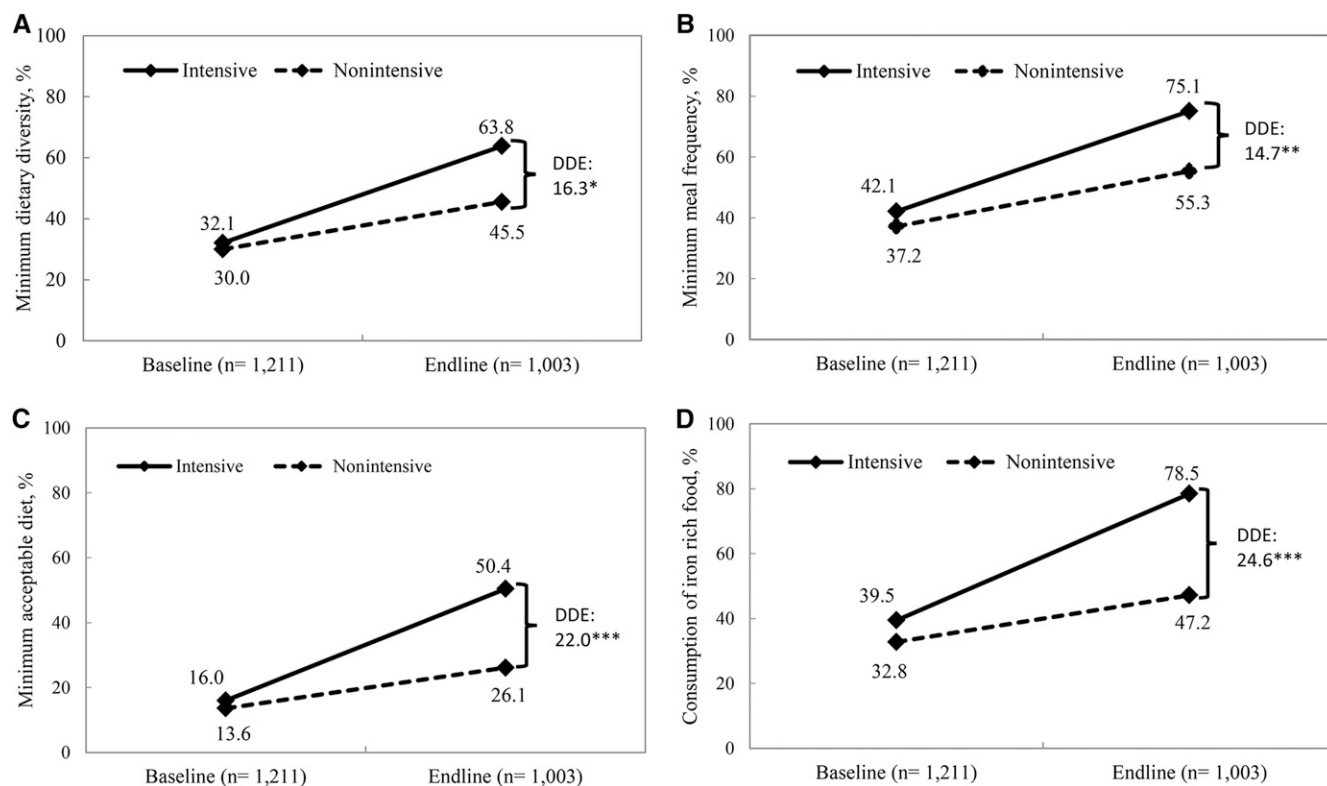 A
Minimum dietary diversity, %
100
80
60
40
20
0
Intensive
Nonintensive
63.8
32.1
30.0
45.5
DDE:
16.3*
Baseline (n= 1,211)
Endline (n= 1,003)
B
Minimum meal frequency, %
100
80
60
40
20
0
Intensive
Nonintensive
75.1
42.1
37.2
55.3
DDE:
14.7**
Baseline (n= 1,211)
Endline (n= 1,003)
C
Minimum acceptable diet, %
100
80
60
40
20
0
Intensive
Nonintensive
50.4
16.0
13.6
26.1
DDE:
22.0***
Baseline (n= 1,211)
Endline (n= 1,003)
D
Consumption of iron rich food, %
100
80
60
40
20
0
Intensive
Nonintensive
78.5
39.5
32.8
47.2
DDE:
24.6***
Baseline (n= 1,211)
Endline (n= 1,003)